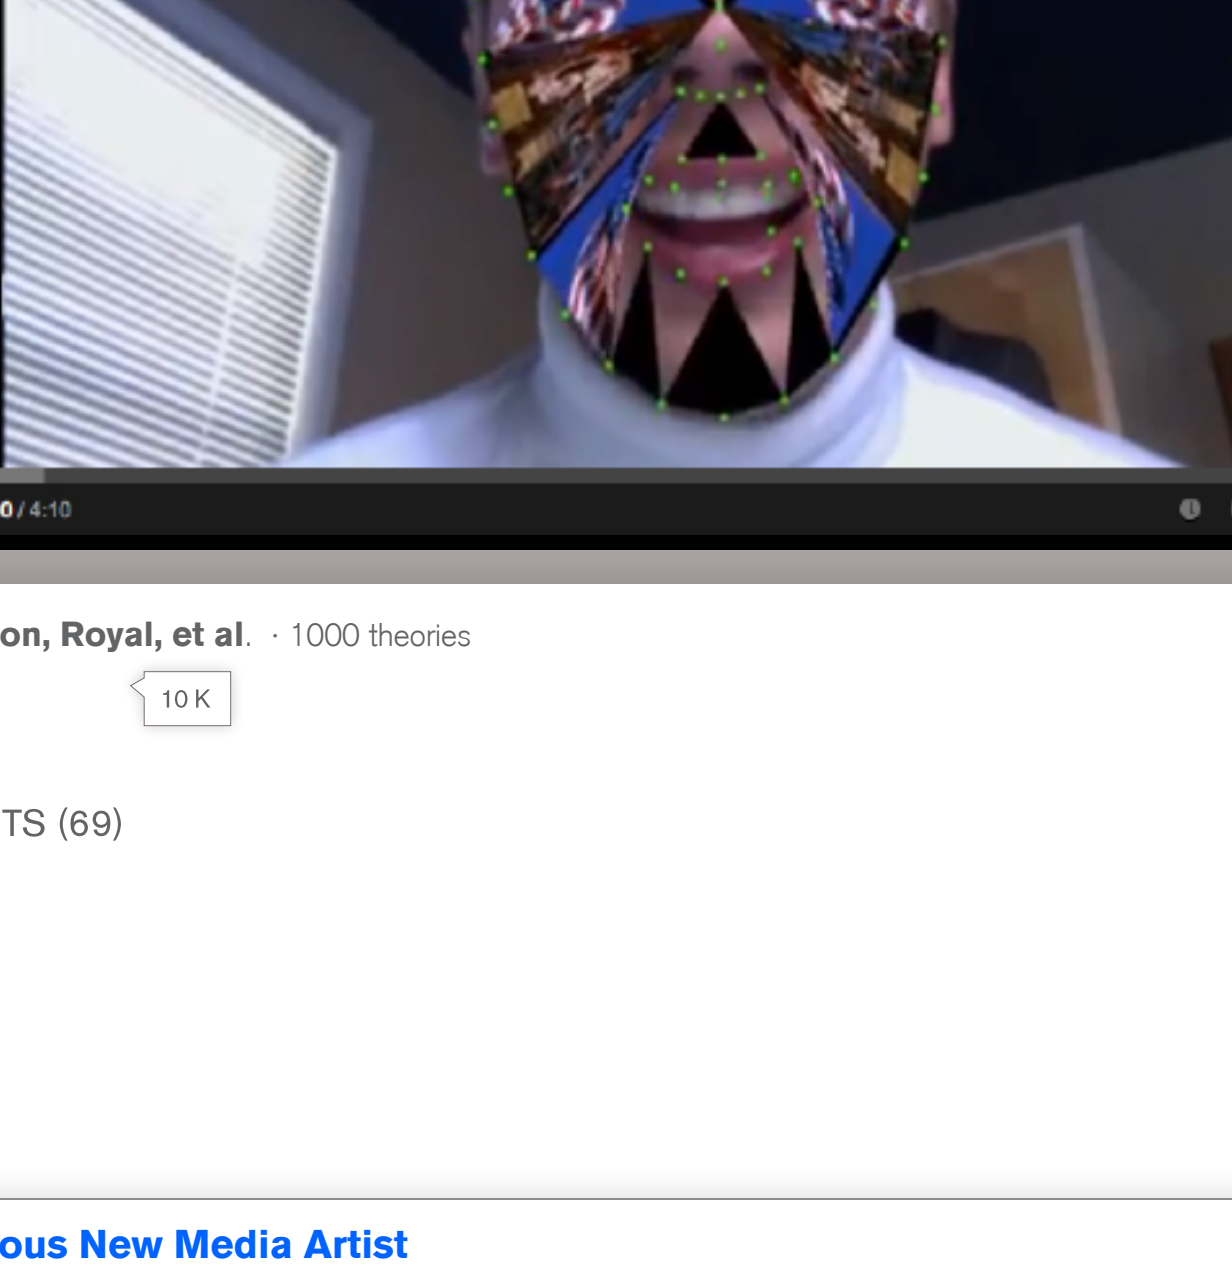 0 / 4:10
on, Royal, et al. · 1000 theories
10 K
TS (69)
ous New Media Artist